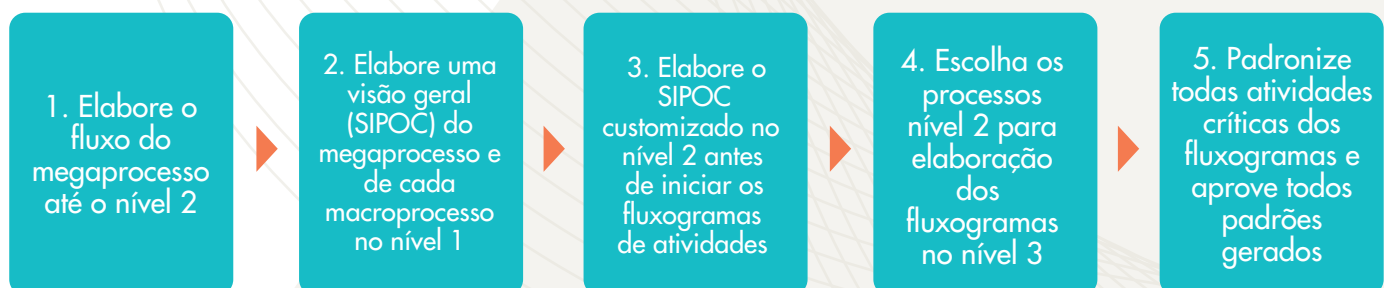 1. Elabore o
fluxo do
megaprocesso
até o nível 2
2. Elabore uma
visão geral
(SIPOC) do
megaprocesso e
de cada
macroprocesso
no nível 1
3. Elabore o
SIPOC
customizado no
nível 2 antes
de iniciar os
fluxogramas
de atividades
4. Escolha os
processos
nível 2 para
elaboração
dos
fluxogramas
no nível 3
5. Padronize
todas atividades
críticas dos
fluxogramas e
aprove todos
padrões
gerados